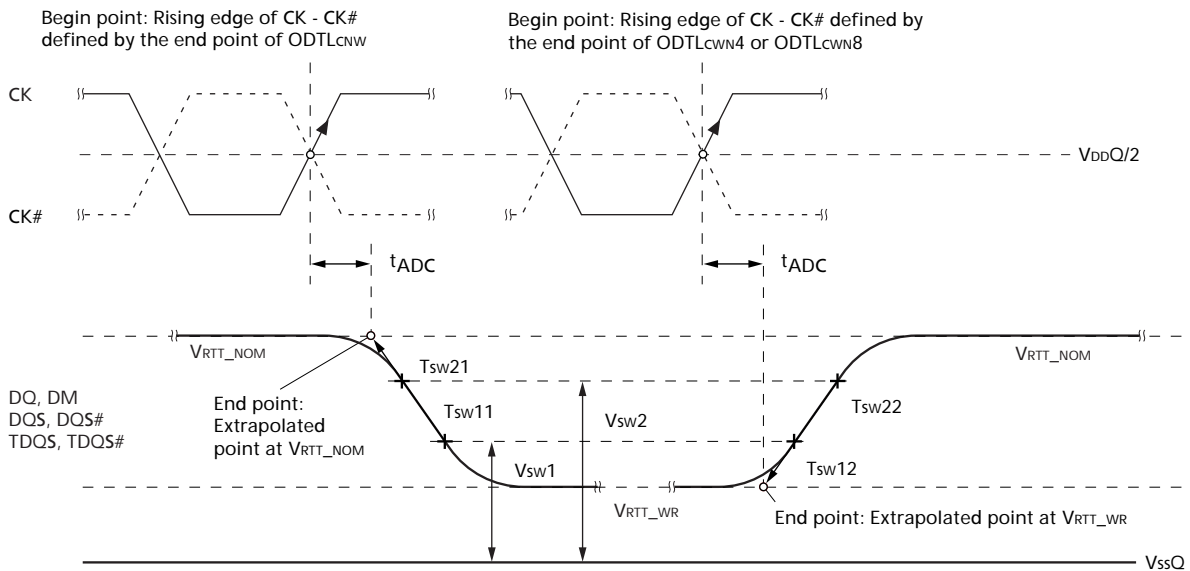 Begin point: Rising edge of CK - CK#
defined by the end point of ODTLCNW
Begin point: Rising edge of CK - CK# defined by
the end point of ODTLCWN4 or ODTLCWN8
CK
VDDQ/2
CK#
tADC
tADC
VRTT_NOM
VRTT_NOM
TSW21
DQ, DM
DQS, DQS#
TDQS, TDQS#
End point:
Extrapolated
point at VRTT_NOM
TSW11
VSW2
TSW22
VSW1
TSW12
VRTT_WR
End point: Extrapolated point at VRTT_WR
VSSQ